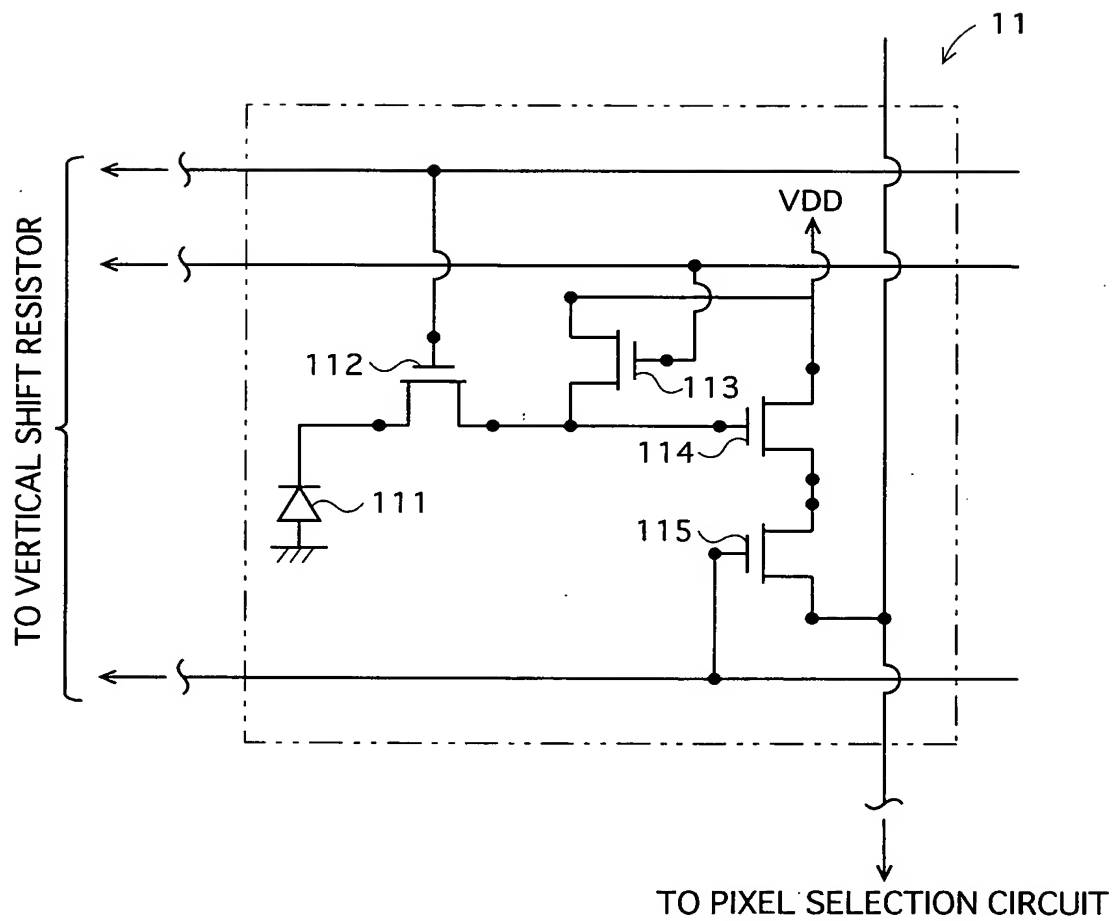 11
TO VERTICAL SHIFT RESISTOR
VDD
112
113
114
111
115
TO PIXEL SELECTION CIRCUIT